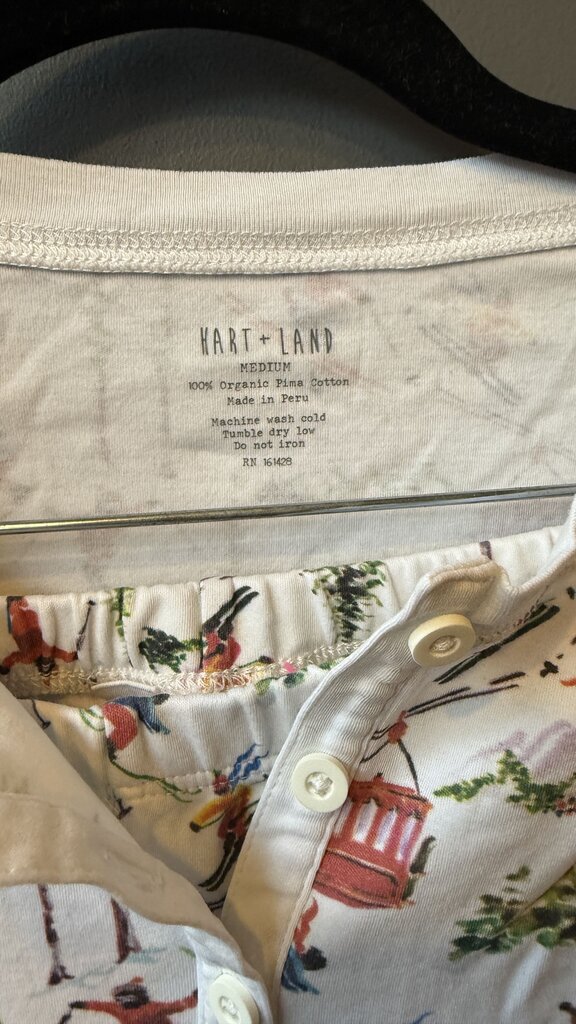 HART + LAND
MEDIUM
100% Organic Pima Cotton
Made in Peru
Machine wash cold
Tumble dry low
Do not iron
RN 161428